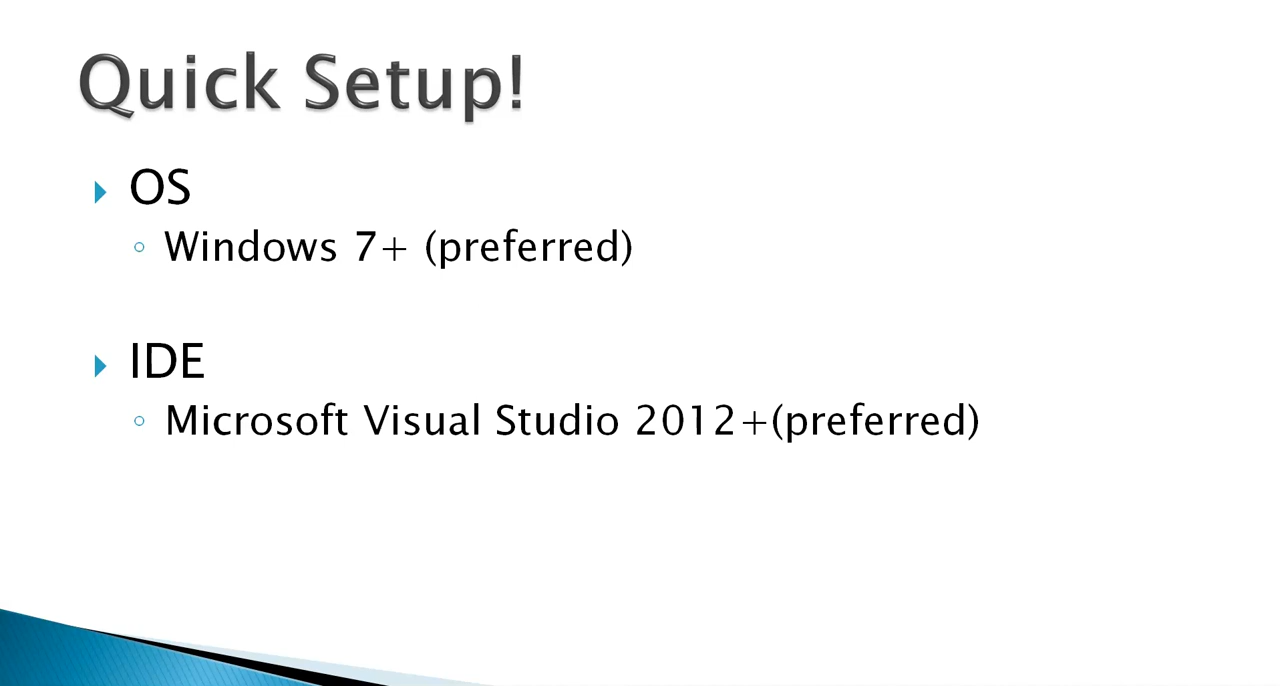 Quick Setup!
OS
Windows 7+ (preferred)
IDE
Microsoft Visual Studio 2012+(preferred)